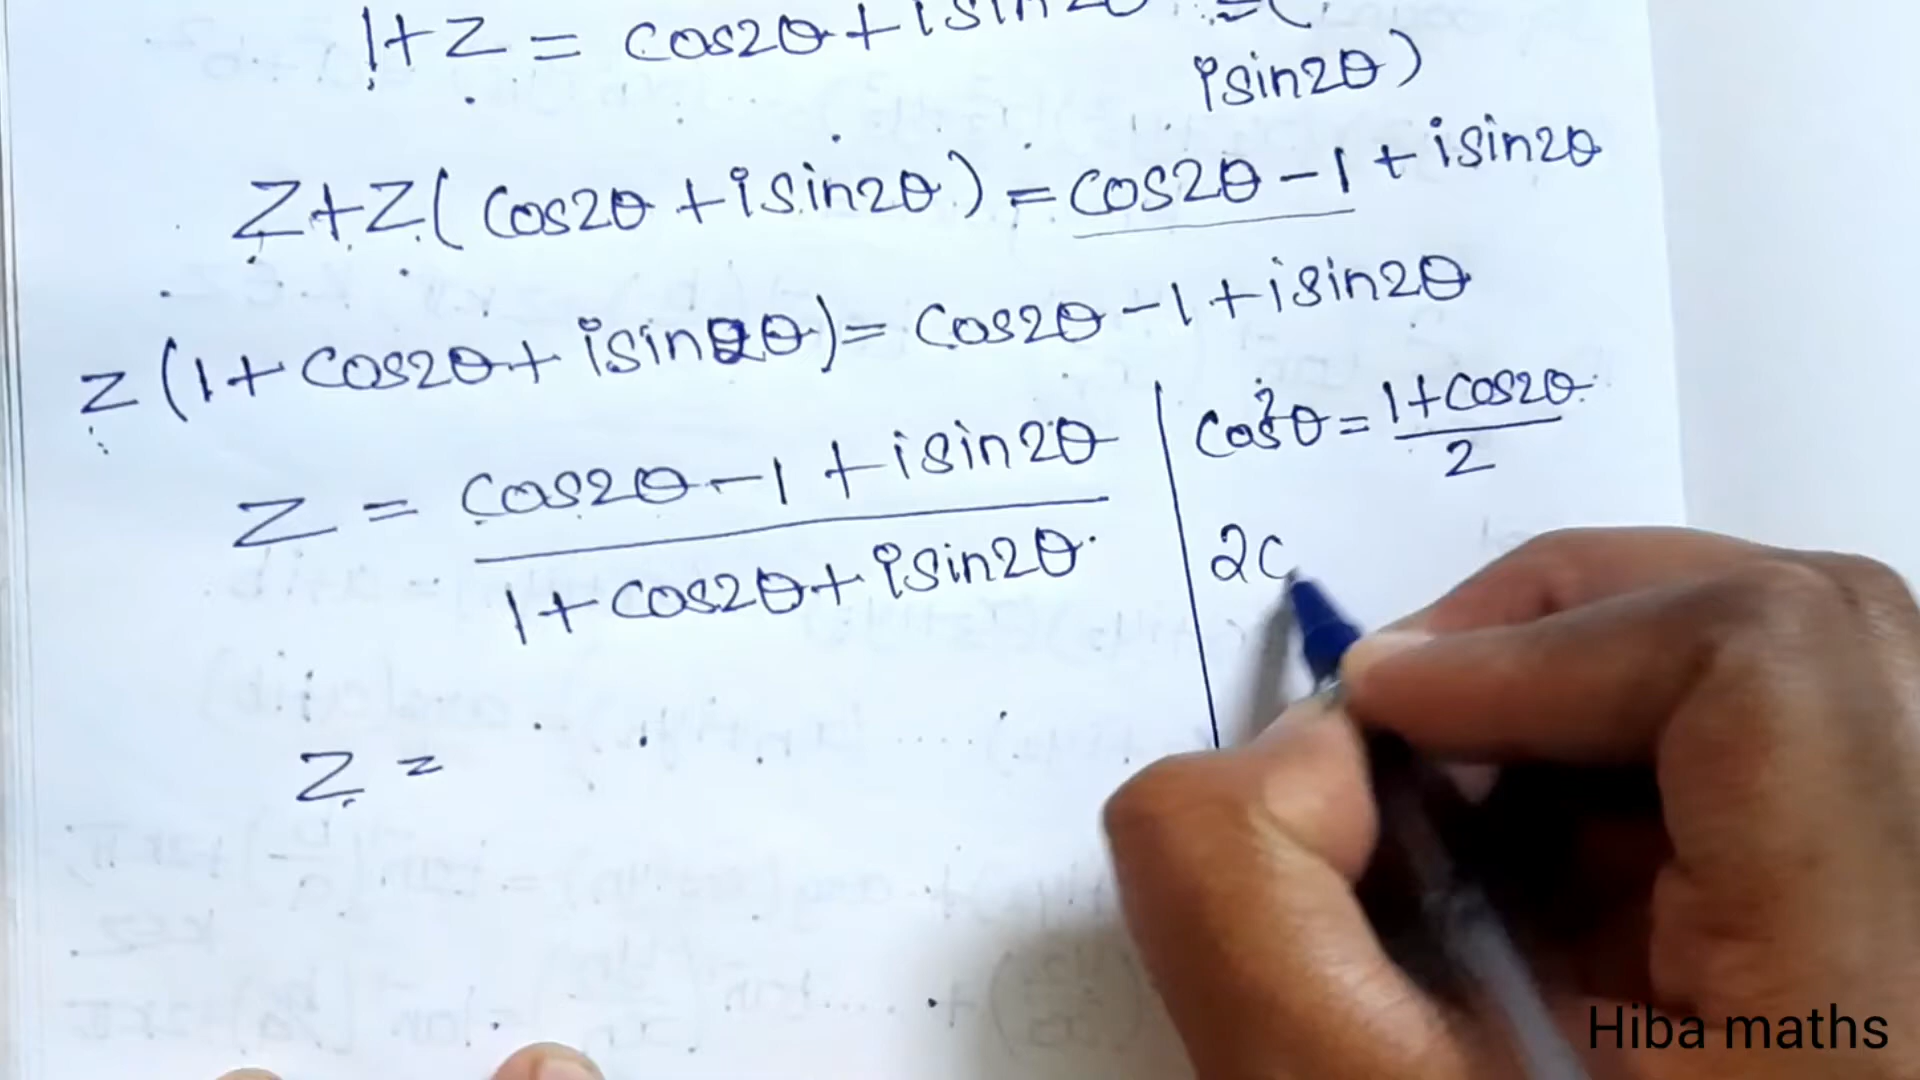 1+z = cos2θ+isin2θ =(
isin2θ)
z+z(cos2θ+isin2θ)=cos2θ-1+isin2θ
z(1+cos2θ+isin2θ)=cos2θ-1+isin2θ
z = cos2θ-1+isin2θ
1+cos2θ+isin2θ
cos²θ=1+cos2θ
2
2c
z =
Hiba maths